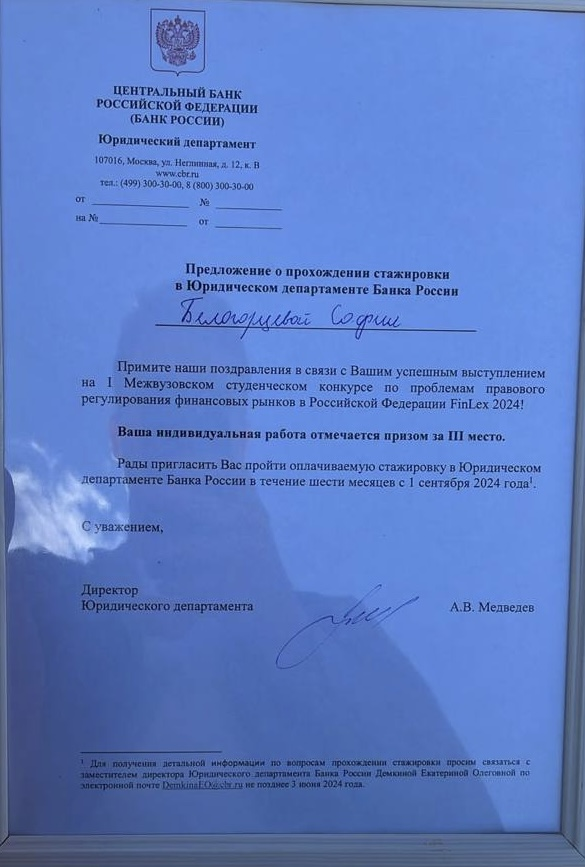 ЦЕНТРАЛЬНЫЙ БАНК
РОССИЙСКОЙ ФЕДЕРАЦИИ
(БАНК РОССИИ)
Юридический департамент
107016, Москва, ул. Неглинная, д. 12, к. В
www.cbr.ru
тел.: (499) 300-30-00, 8 (800) 300-30-00
от № 
на № от
Предложение о прохождении стажировки
в Юридическом департаменте Банка России
Белогорцевой Софии
Примите наши поздравления в связи с Вашим успешным выступлением
на I Межвузовском студенческом конкурсе по проблемам правового
регулирования финансовых рынков в Российской Федерации FinLex 2024!
Ваша индивидуальная работа отмечается призом за III место.
Рады пригласить Вас пройти оплачиваемую стажировку в Юридическом
департаменте Банка России в течение шести месяцев с 1 сентября 2024 года¹.
С уважением,
Директор
Юридического департамента А.В. Медведев
¹ Для получения детальной информации по вопросам прохождения стажировки просим связаться с
заместителем директора Юридического департамента Банка России Демкиной Екатериной Олеговной по
электронной почте DemkinaEO@cbr.ru не позднее 3 июня 2024 года.